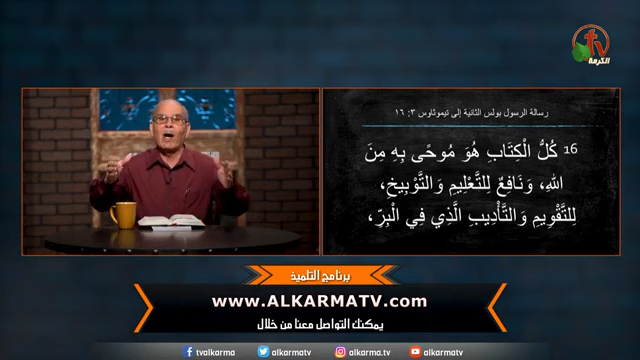 tv
الكرمة
رسالة الرسول بولس الثانية إلى تيموثاوس ٣: ١٦
16 كُلُّ الْكِتَابِ هُوَ مُوحًى بِهِ مِنَ
اللهِ، وَنَافِعٌ لِلتَّعْلِيمِ وَالتَّوْبِيخِ،
لِلتَّقْوِيمِ وَالتَّأْدِيبِ الَّذِي فِي الْبِرِّ،
برنامج التلميذ
www.ALKARMATV.com
يمكنك التواصل معنا من خلال
tvalkarma alkarmatv alkarma.tv alkarmatv